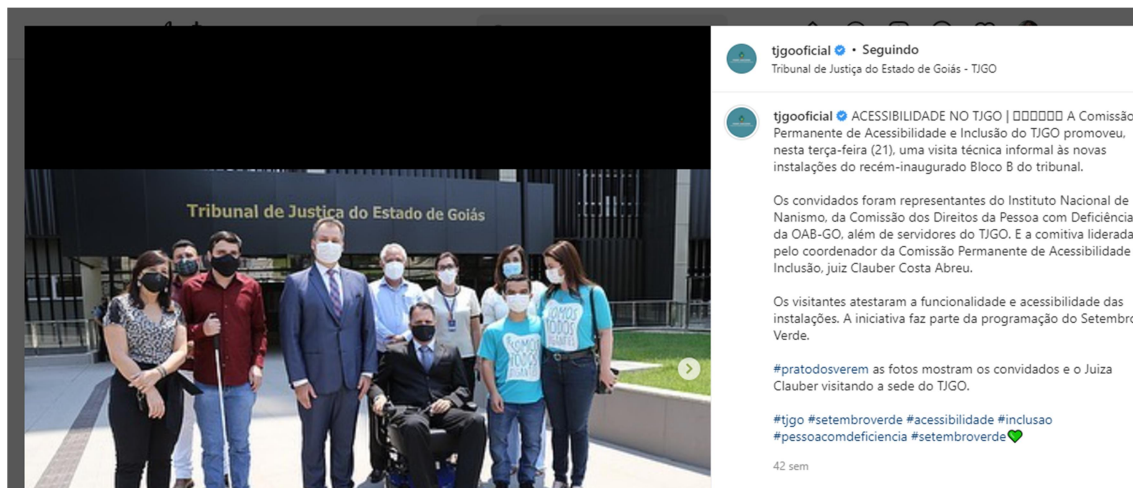 tjgooficial • Seguindo
Tribunal de Justiça do Estado de Goiás - TJGO
tjgooficial ACESSIBILIDADE NO TJGO | □□□□□□ A Comissão
Permanente de Acessibilidade e Inclusão do TJGO promoveu,
nesta terça-feira (21), uma visita técnica informal às novas
instalações do recém-inaugurado Bloco B do tribunal.
Os convidados foram representantes do Instituto Nacional de
Nanismo, da Comissão dos Direitos da Pessoa com Deficiência
da OAB-GO, além de servidores do TJGO. E a comitiva liderada
pelo coordenador da Comissão Permanente de Acessibilidade
Inclusão, juiz Clauber Costa Abreu.
Os visitantes atestaram a funcionalidade e acessibilidade das
instalações. A iniciativa faz parte da programação do Setembro
Verde.
#pratodosverem as fotos mostram os convidados e o Juiza
Clauber visitando a sede do TJGO.
#tjgo #setembroverde #acessibilidade #inclusao
#pessoacomdeficiencia #setembroverde💚
42 sem
Tribunal de Justiça do Estado de Goiás
SOMOS
TODOS
GIGANTES
SOMOS
TODOS
GIGANTES